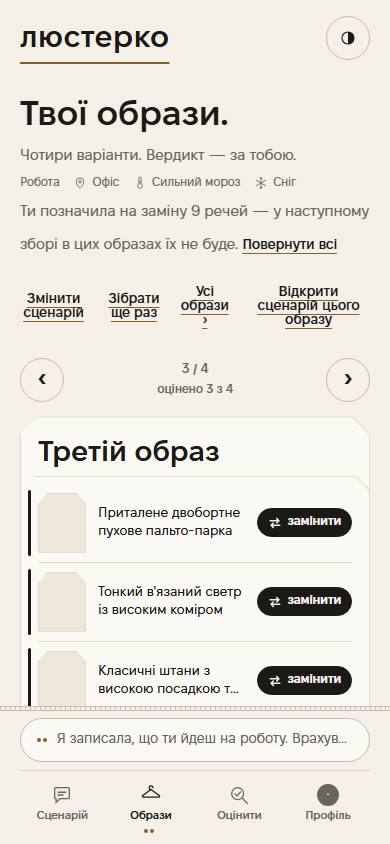 люстерко
Твої образи.
Чотири варіанти. Вердикт — за тобою.
Робота Офіс Сильний мороз Сніг
Ти позначила на заміну 9 речей — у наступному
зборі в цих образах їх не буде. Повернути всі
Змінити
сценарій
Зібрати
ще раз
Усі
образи
›
Відкрити
сценарій цього
образу
‹
3 / 4
оцінено 3 з 4
›
Третій образ
Приталене двобортне
пухове пальто-парка
замінити
Тонкий в'язаний светр
із високим коміром
замінити
Класичні штани з
високою посадкою т...
замінити
Я записала, що ти йдеш на роботу. Врахув...
Сценарій
Образи
Оцінити
Профіль